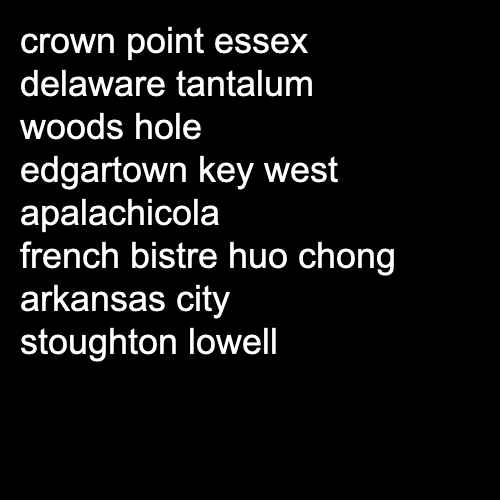 crown point essex
delaware tantalum
woods hole
edgartown key west
apalachicola
french bistre huo chong
arkansas city
stoughton lowell